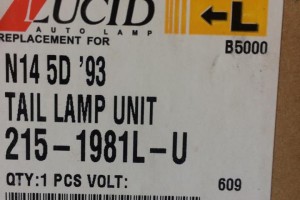 LUCID
AUTO LAMP
REPLACEMENT FOR
←L
B5000
N14 5D '93
TAIL LAMP UNIT
215-1981L-U
QTY:1 PCS VOLT:
609